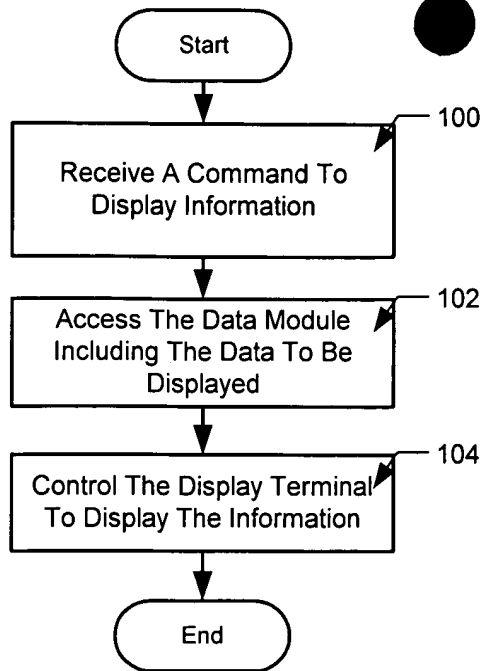 Start
100
Receive A Command To
Display Information
102
Access The Data Module
Including The Data To Be
Displayed
104
Control The Display Terminal
To Display The Information
End